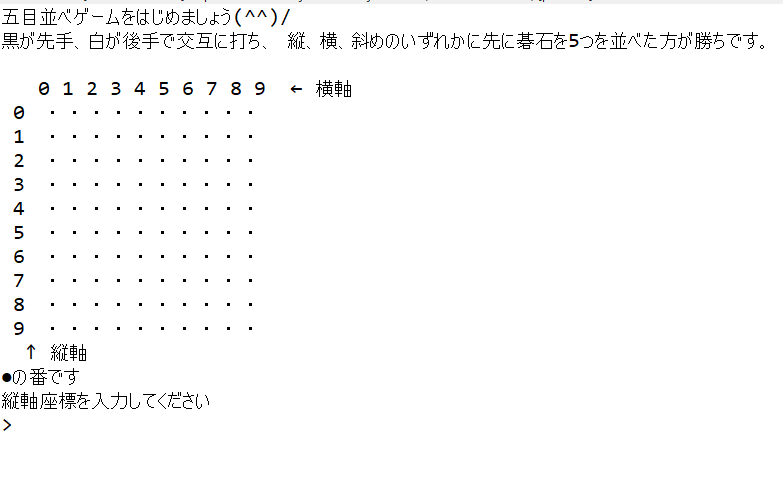 五目並べゲームをはじめましょう(^^)/
黒が先手、白が後手で交互に打ち、 縦、横、斜めのいずれかに先に碁石を5つを並べた方が勝ちです。
0 1 2 3 4 5 6 7 8 9 ← 横軸
0 ・ ・ ・ ・ ・ ・ ・ ・ ・
1 ・ ・ ・ ・ ・ ・ ・ ・ ・
2 ・ ・ ・ ・ ・ ・ ・ ・ ・
3 ・ ・ ・ ・ ・ ・ ・ ・ ・
4 ・ ・ ・ ・ ・ ・ ・ ・ ・
5 ・ ・ ・ ・ ・ ・ ・ ・ ・
6 ・ ・ ・ ・ ・ ・ ・ ・ ・
7 ・ ・ ・ ・ ・ ・ ・ ・ ・
8 ・ ・ ・ ・ ・ ・ ・ ・ ・
9 ・ ・ ・ ・ ・ ・ ・ ・ ・
↑ 縦軸
●の番です
縦軸座標を入力してください
>